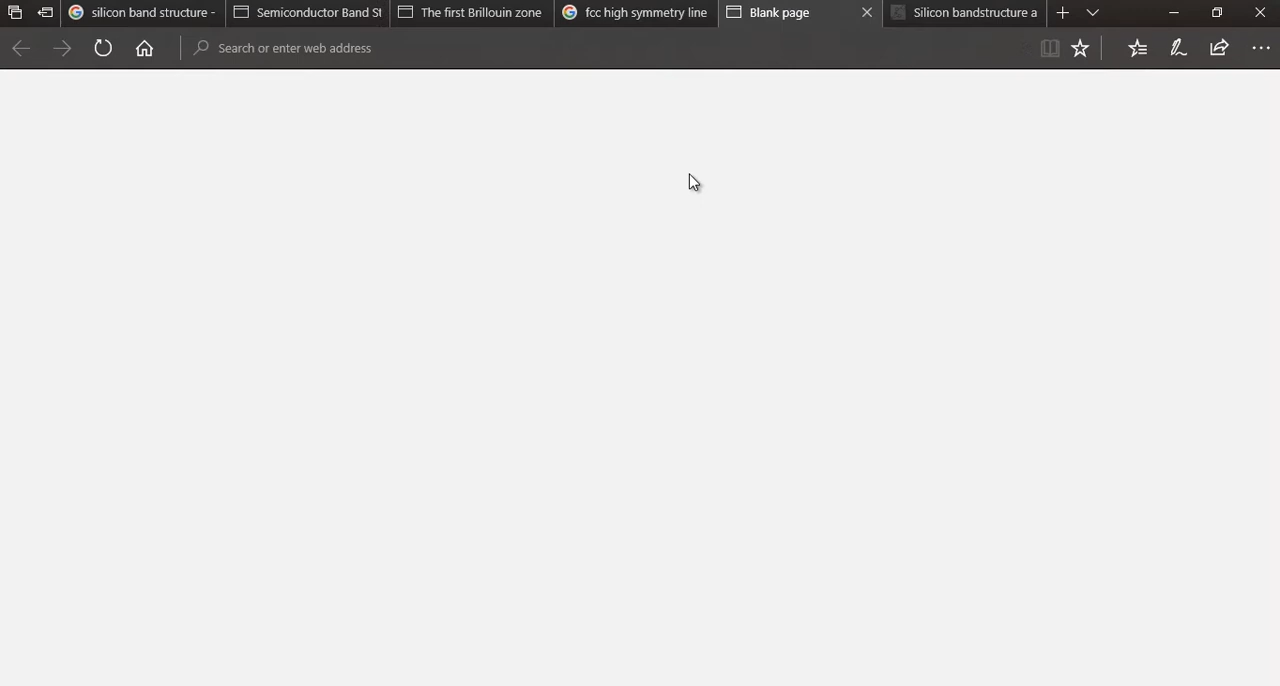 silicon band structure -
Semiconductor Band St
The first Brillouin zone
fcc high symmetry line
Blank page
Silicon bandstructure a
Search or enter web address